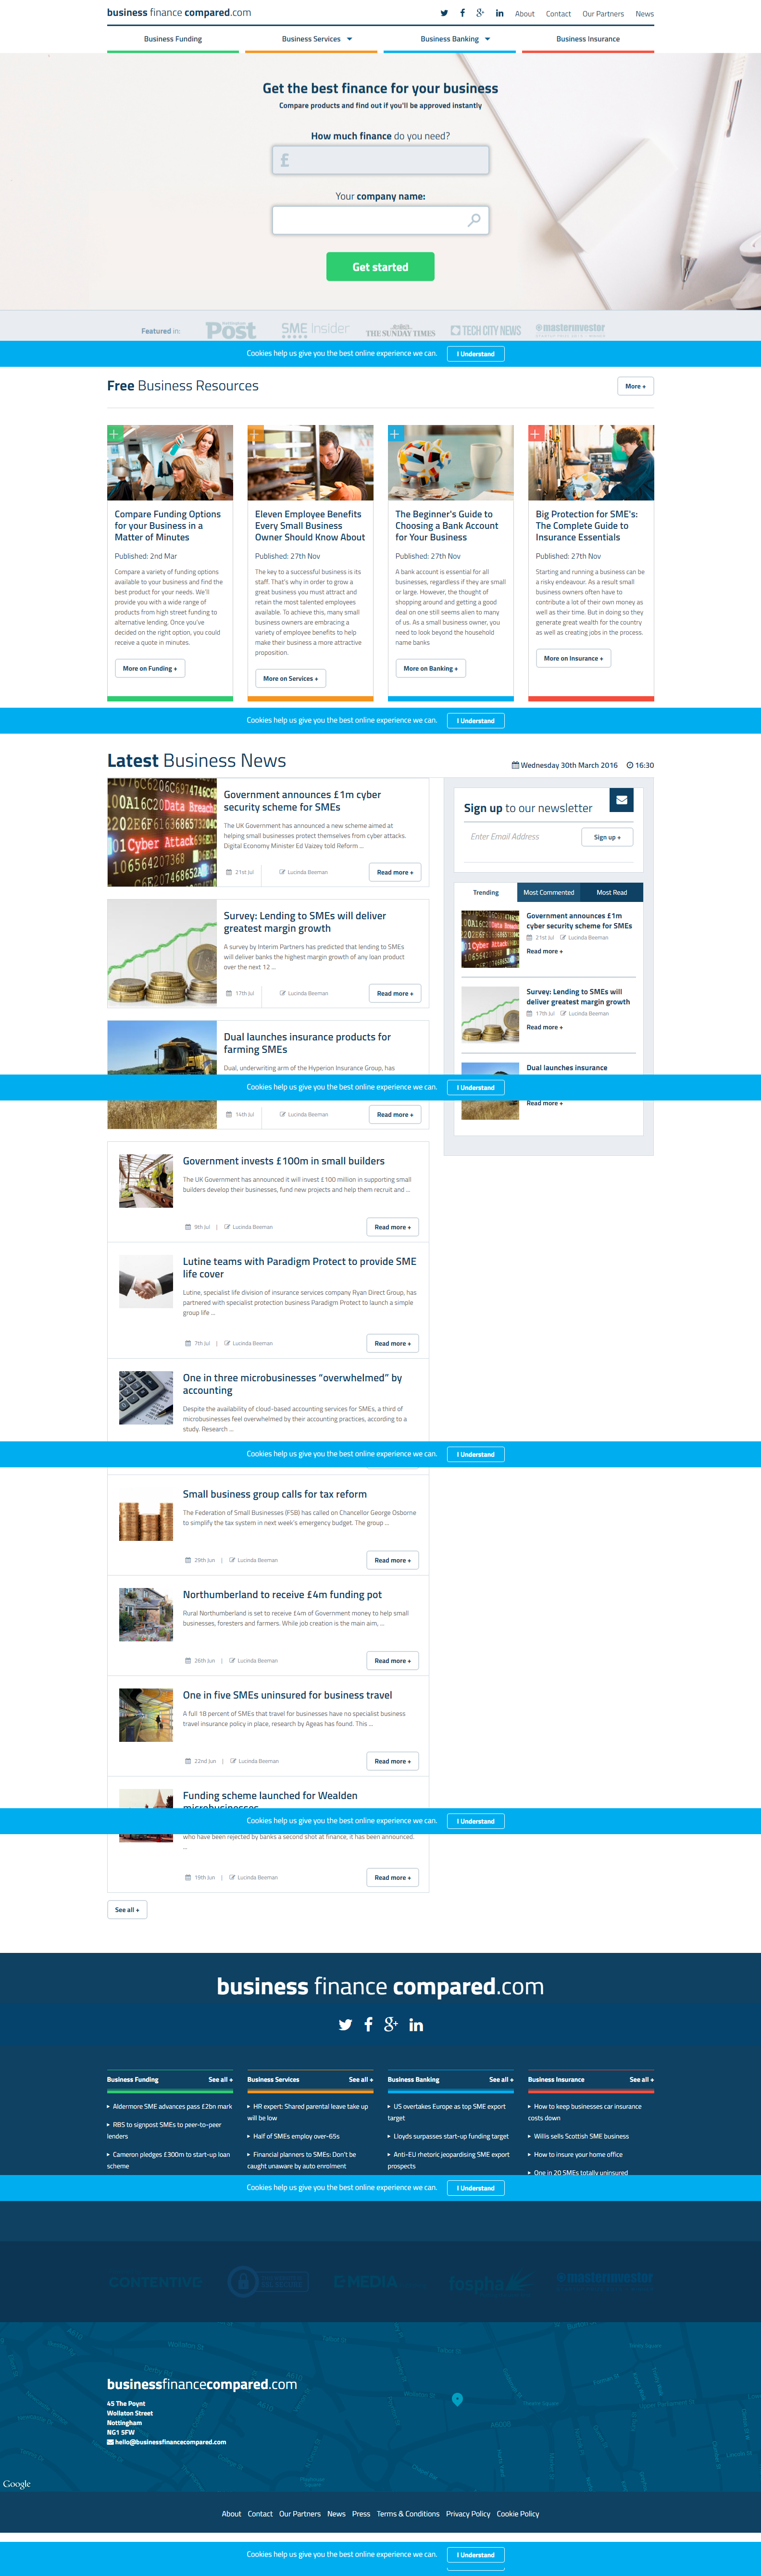 business finance compared.com
About Contact Our Partners News
Business Funding Business Services Business Banking Business Insurance
Get the best finance for your business
Compare products and find out if you'll be approved instantly
How much finance do you need?
£
Your company name:
Get started
Featured in:
Post
SME Insider
THE SUNDAY TIMES
TECH CITY NEWS
masterinvestor
Cookies help us give you the best online experience we can. I Understand
Free Business Resources
More +
Compare Funding Options
for your Business in a
Matter of Minutes
Published: 2nd Mar
Compare a variety of funding options
available to your business and find the
best product for your needs. We'll
provide you with a wide range of
products from high street lending to
alternative lending. Once you've
decided on the right option, you could
receive a quote in minutes.
More on Funding +
Eleven Employee Benefits
Every Small Business
Owner Should Know About
Published: 27th Nov
The key to a successful business is its
staff. That's why in order to grow a
great business you must attract and
retain the most talented employees
available. To achieve this, many small
business owners are embracing a
variety of employee benefits to help
make their business a more attractive
proposition.
More on Services +
The Beginner's Guide to
Choosing a Bank Account
for Your Business
Published: 27th Nov
A bank account is essential for all
businesses, regardless if they are small
or large. However, the thought of
shopping around and getting a good
deal on one still seems alien to many
of us. As a small business owner, you
need to look beyond the household
name banks
More on Banking +
Big Protection for SME's:
The Complete Guide to
Insurance Essentials
Published: 27th Nov
Starting and running a business can be
a risky endeavour. As a result small
business owners often have to
contribute a lot of their own money as
well as their time. But in doing so they
generate great wealth for the country
as well as creating jobs in the process.
More on Insurance +
Cookies help us give you the best online experience we can. I Understand
Latest Business News
Wednesday 30th March 2016 16:30
Data Breach
Cyber Attack
Government announces £1m cyber
security scheme for SMEs
The UK Government has announced a new scheme aimed at
helping small businesses protect themselves from cyber attacks.
Digital Economy Minister Ed Vaizey told Reform ...
21st Jul Lucinda Beeman Read more +
Survey: Lending to SMEs will deliver
greatest margin growth
A survey by Interim Partners has predicted that lending to SMEs
will deliver banks the highest margin growth of any loan product
over the next 12 ...
17th Jul Lucinda Beeman Read more +
Dual launches insurance products for
farming SMEs
Dual, underwriting arm of the Hyperion Insurance Group, has
Sign up to our newsletter
Enter Email Address Sign up +
Trending Most Commented Most Read
Data Breach
Cyber Attack
Government announces £1m
cyber security scheme for SMEs
21st Jul Lucinda Beeman
Read more +
Survey: Lending to SMEs will
deliver greatest margin growth
17th Jul Lucinda Beeman
Read more +
Dual launches insurance
Cookies help us give you the best online experience we can. I Understand
Read more +
14th Jul Lucinda Beeman Read more +
Government invests £100m in small builders
The UK Government has announced it will invest £100 million in supporting small
builders develop their businesses, fund new projects and help them recruit and ...
9th Jul | Lucinda Beeman Read more +
Lutine teams with Paradigm Protect to provide SME
life cover
Lutine, specialist life division of insurance services company Ryan Direct Group, has
partnered with specialist protection business Paradigm Protect to launch a simple
group life ...
7th Jul | Lucinda Beeman Read more +
One in three microbusinesses "overwhelmed" by
accounting
Despite the availability of cloud-based accounting services for SMEs, a third of
microbusinesses feel overwhelmed by their accounting practices, according to a
study. Research ...
Cookies help us give you the best online experience we can. I Understand
Small business group calls for tax reform
The Federation of Small Businesses (FSB) has called on Chancellor George Osborne
to simplify the tax system in next week's emergency budget. The group ...
29th Jun | Lucinda Beeman Read more +
Northumberland to receive £4m funding pot
Rural Northumberland is set to receive £4m of Government money to help small
businesses, foresters and farmers. While job creation is the main aim, ...
26th Jun | Lucinda Beeman Read more +
One in five SMEs uninsured for business travel
A full 18 percent of SMEs that travel for businesses have no specialist business
travel insurance policy in place, research by Ageas has found. This ...
22nd Jun | Lucinda Beeman Read more +
Funding scheme launched for Wealden
microbusinesses
Cookies help us give you the best online experience we can. I Understand
who have been rejected by banks a second shot at finance, it has been announced.
...
19th Jun | Lucinda Beeman Read more +
See all +
business finance compared.com
Business Funding See all +
Aldermore SME advances pass £2bn mark
RBS to signpost SMEs to peer-to-peer
lenders
Cameron pledges £300m to start-up loan
scheme
Business Services See all +
HR expert: Shared parental leave take up
will be low
Half of SMEs employ over-65s
Financial planners to SMEs: Don't be
caught unaware by auto enrolment
Business Banking See all +
US overtakes Europe as top SME export
target
Lloyds surpasses start-up funding target
Anti-EU rhetoric jeopardising SME export
prospects
Business Insurance See all +
How to keep businesses car insurance
costs down
Willis sells Scottish SME business
How to insure your home office
One in 20 SMEs totally uninsured
Cookies help us give you the best online experience we can. I Understand
CONTENTIVE
MEDIA
fospha
masterinvestor
businessfinancecompared.com
45 The Poynt
Wollaton Street
Nottingham
NG1 5FW
hello@businessfinancecompared.com
Google
About Contact Our Partners News Press Terms & Conditions Privacy Policy Cookie Policy
Cookies help us give you the best online experience we can. I Understand